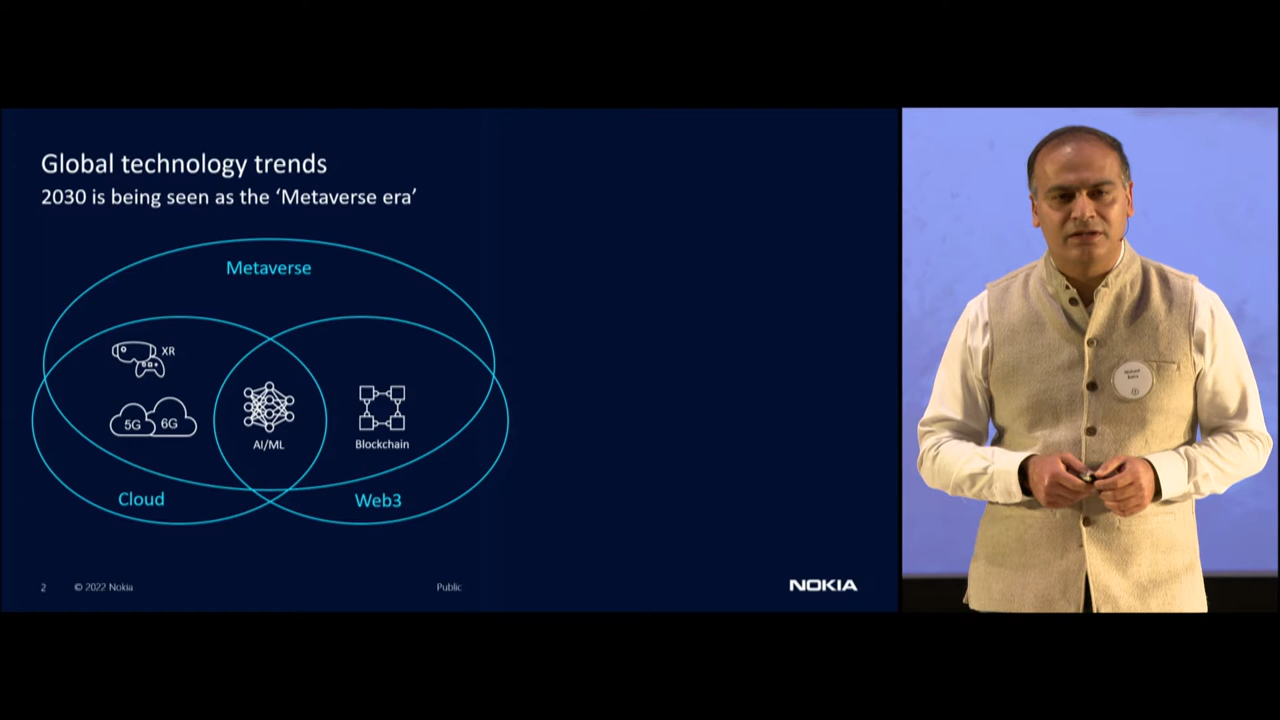 Global technology trends
2030 is being seen as the ‘Metaverse era’
Metaverse
XR
5G 6G
AI/ML
Blockchain
Cloud
Web3
2 © 2022 Nokia Public NOKIA